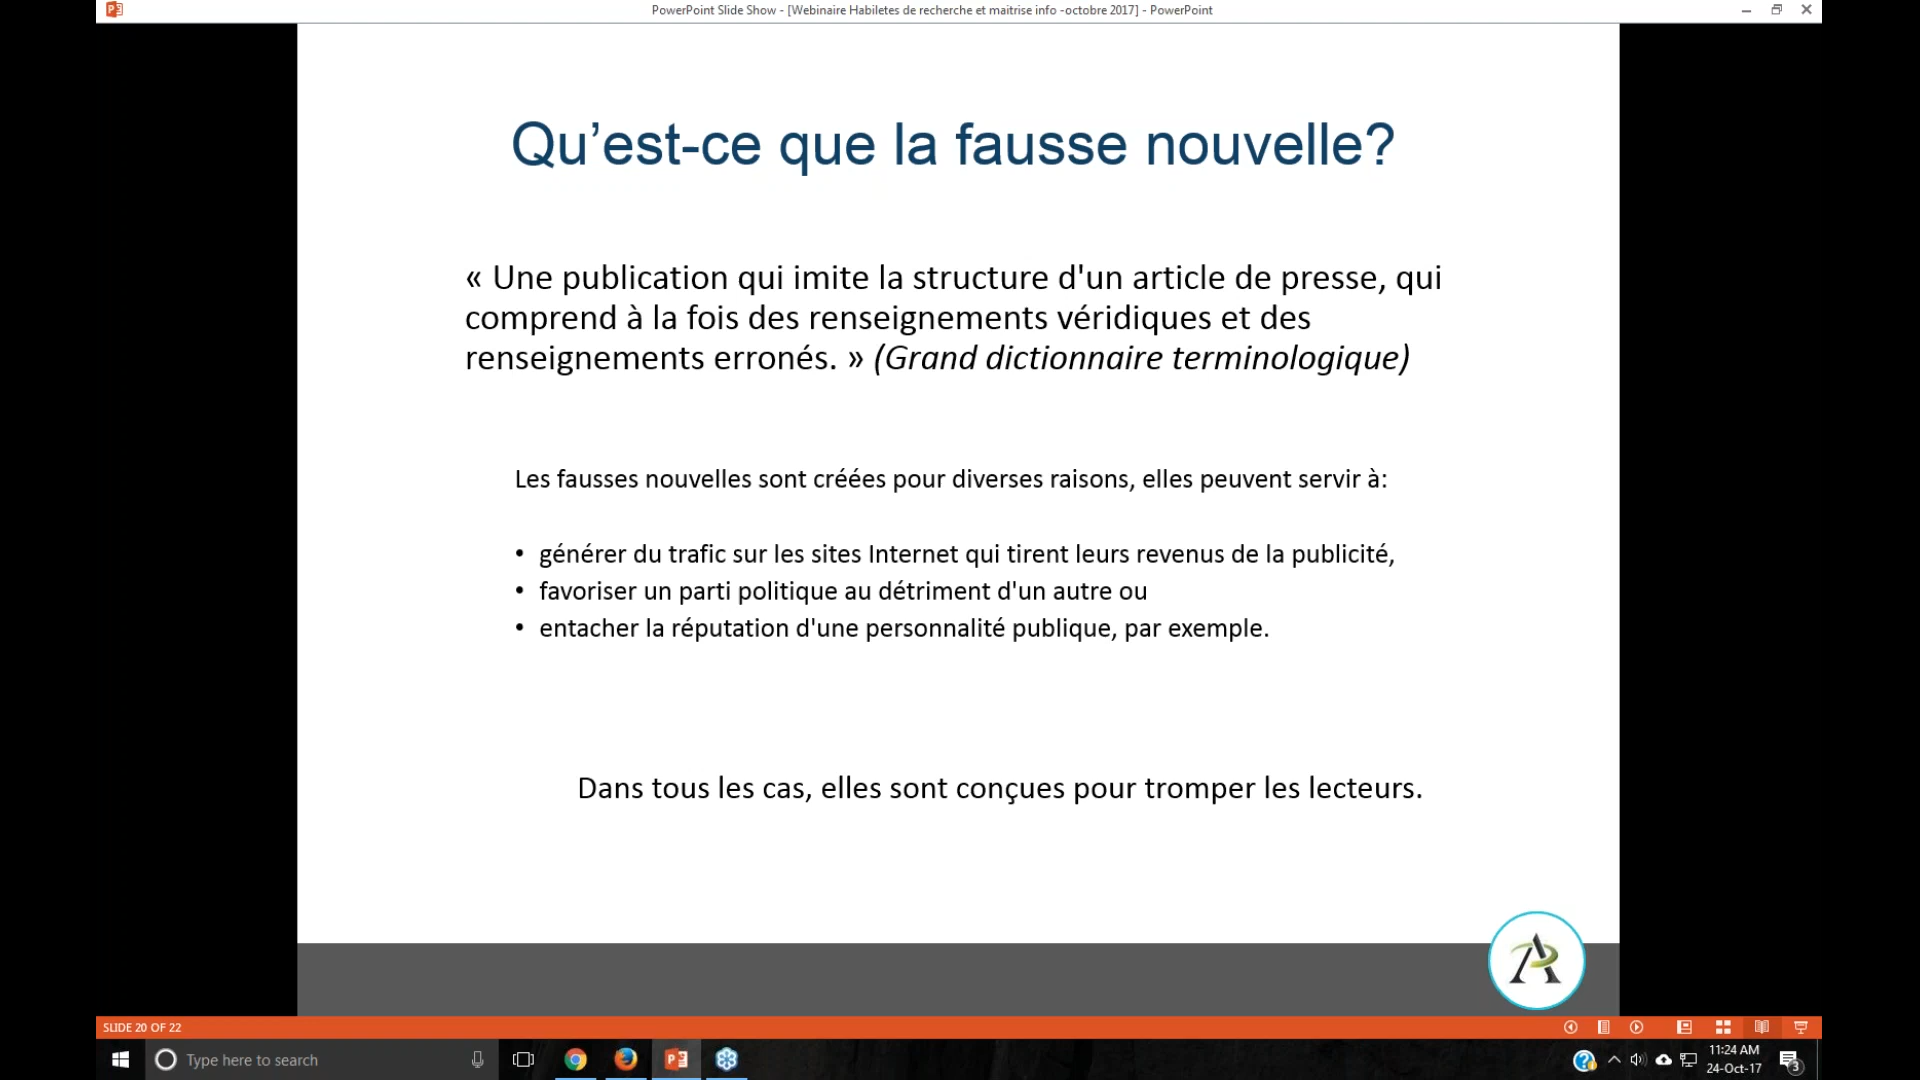 PowerPoint Slide Show - [Webinaire Habiletes de recherche et maitrise info -octobre 2017] - PowerPoint
Qu’est-ce que la fausse nouvelle?
« Une publication qui imite la structure d'un article de presse, qui
comprend à la fois des renseignements véridiques et des
renseignements erronés. » (Grand dictionnaire terminologique)
Les fausses nouvelles sont créées pour diverses raisons, elles peuvent servir à:
• générer du trafic sur les sites Internet qui tirent leurs revenus de la publicité,
• favoriser un parti politique au détriment d'un autre ou
• entacher la réputation d'une personnalité publique, par exemple.
Dans tous les cas, elles sont conçues pour tromper les lecteurs.
SLIDE 20 OF 22
Type here to search
11:24 AM
24-Oct-17
3